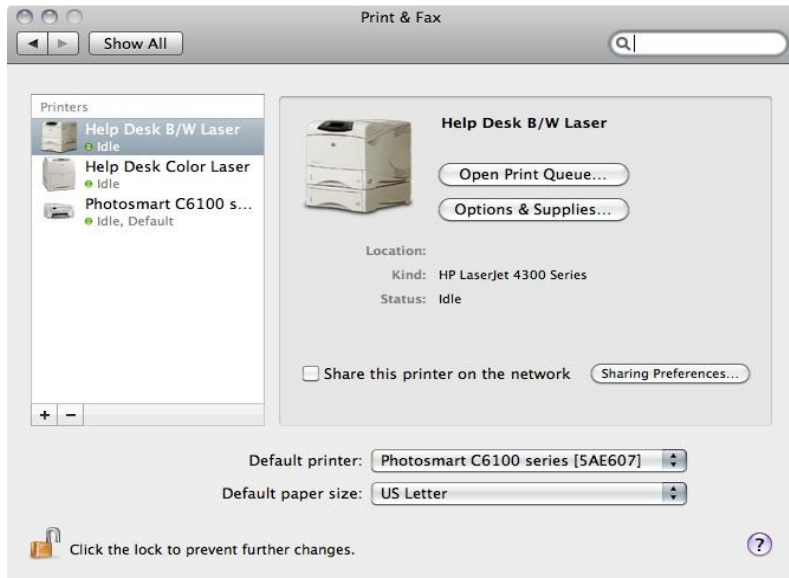 Print & Fax
Show All
Printers
Help Desk B/W Laser
Idle
Help Desk Color Laser
Idle
Photosmart C6100 s...
Idle, Default
+ −
Help Desk B/W Laser
Open Print Queue...
Options & Supplies...
Location:
Kind: HP LaserJet 4300 Series
Status: Idle
Share this printer on the network Sharing Preferences...
Default printer: Photosmart C6100 series [5AE607]
Default paper size: US Letter
Click the lock to prevent further changes.
?